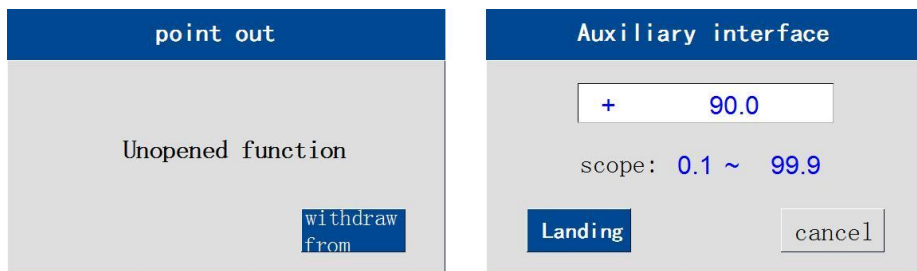 point out
Unopened function
withdraw
from
Auxiliary interface
+ 90.0
scope: 0.1 ~ 99.9
Landing
cancel